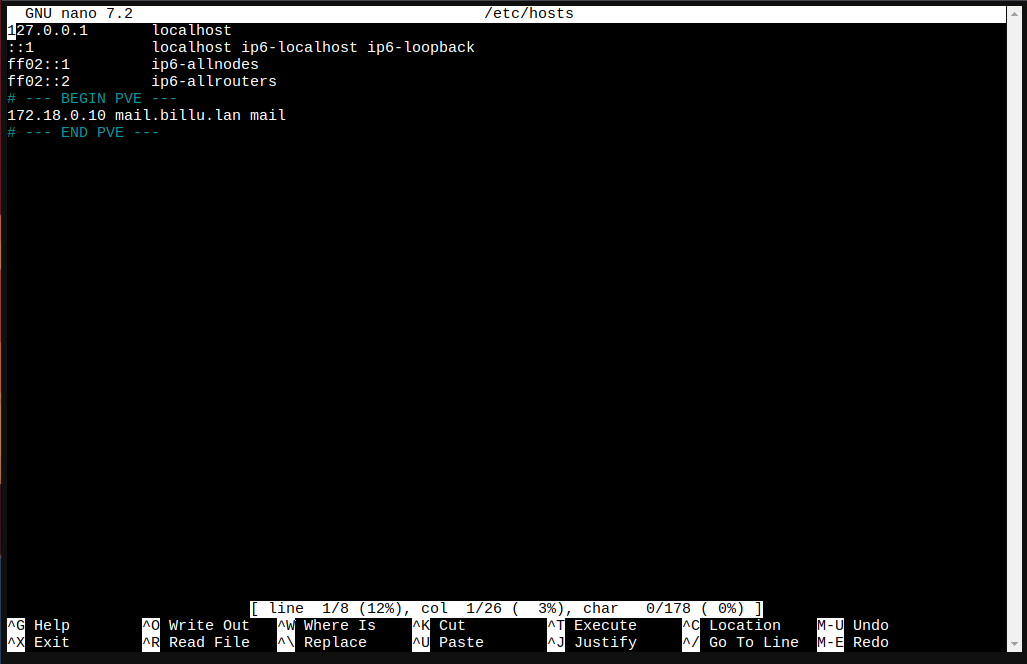 GNU nano 7.2 /etc/hosts
127.0.0.1 localhost
::1 localhost ip6-localhost ip6-loopback
ff02::1 ip6-allnodes
ff02::2 ip6-allrouters
# --- BEGIN PVE ---
172.18.0.10 mail.billu.lan mail
# --- END PVE ---
[ line 1/8 (12%), col 1/26 ( 3%), char 0/178 ( 0%) ]
^G Help ^O Write Out ^W Where Is ^K Cut ^T Execute ^C Location M-U Undo
^X Exit ^R Read File ^\ Replace ^U Paste ^J Justify ^/ Go To Line M-E Redo